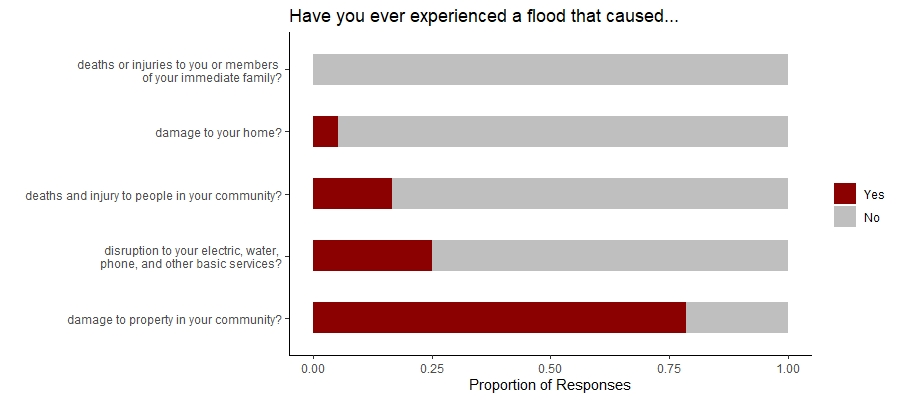 Have you ever experienced a flood that caused...
deaths or injuries to you or members
of your immediate family?
damage to your home?
deaths and injury to people in your community?
disruption to your electric, water,
phone, and other basic services?
damage to property in your community?
Yes
No
0.00 0.25 0.50 0.75 1.00
Proportion of Responses